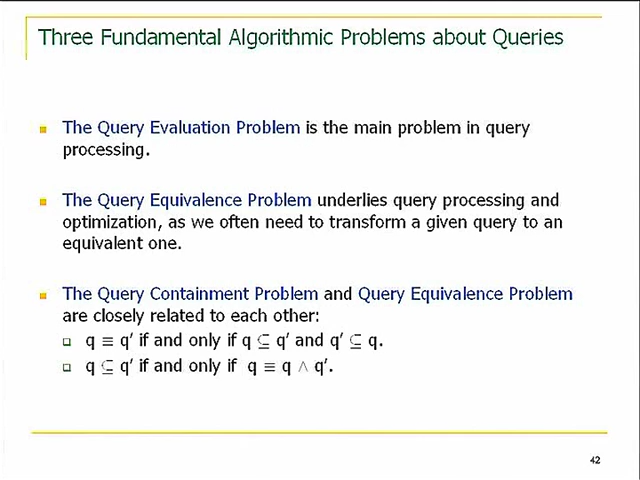 Three Fundamental Algorithmic Problems about Queries
The Query Evaluation Problem is the main problem in query
processing.
The Query Equivalence Problem underlies query processing and
optimization, as we often need to transform a given query to an
equivalent one.
The Query Containment Problem and Query Equivalence Problem
are closely related to each other:
q ≡ q′ if and only if q ⊆ q′ and q′ ⊆ q.
q ⊆ q′ if and only if q ≡ q ∧ q′.
42